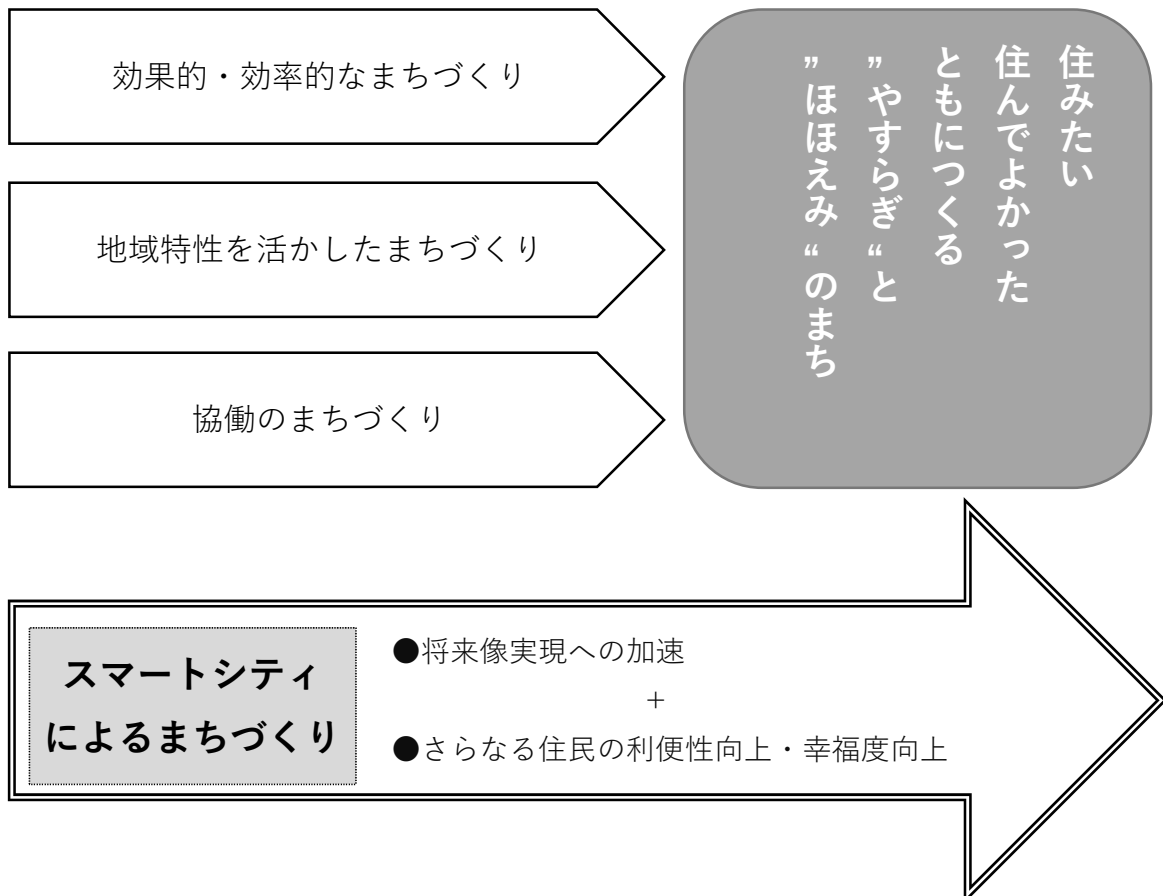 効果的・効率的なまちづくり
地域特性を活かしたまちづくり
協働のまちづくり
住みたい
住んでよかった
ともにつくる
”やすらぎ“と
”ほほえみ“のまち
スマートシティ
によるまちづくり
●将来像実現への加速
+
●さらなる住民の利便性向上・幸福度向上